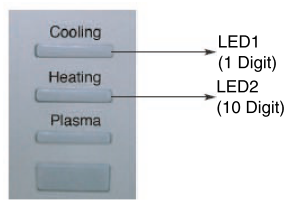 Cooling
LED1
(1 Digit)
Heating
LED2
(10 Digit)
Plasma